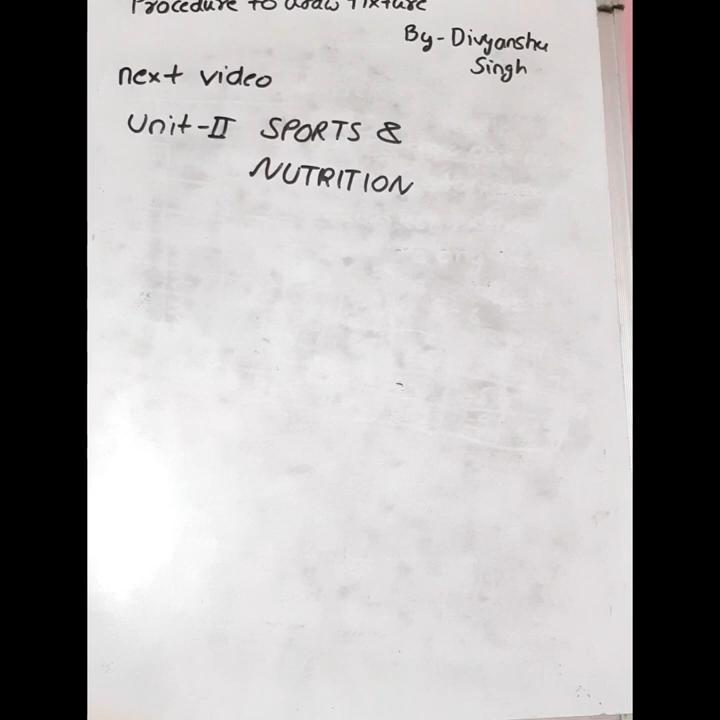 Procedure to draw Fixture
By-Divyanshu
Singh
next video
Unit-II SPORTS &
NUTRITION